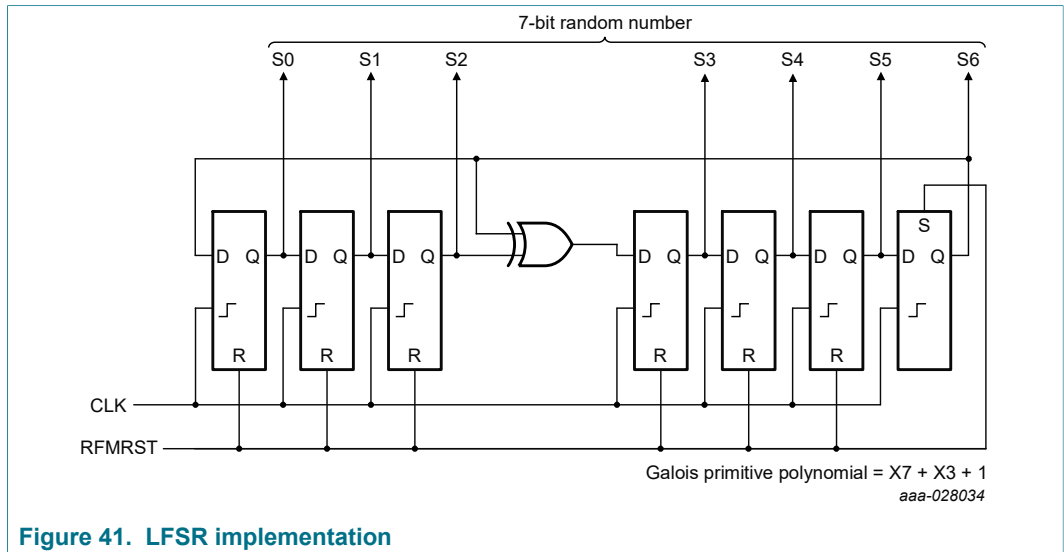 7-bit random number
S0 S1 S2 S3 S4 S5 S6
S
D Q D Q D Q D Q D Q D Q D Q
R R R R R R
CLK
RFMRST
Galois primitive polynomial = X7 + X3 + 1
aaa-028034
Figure 41. LFSR implementation